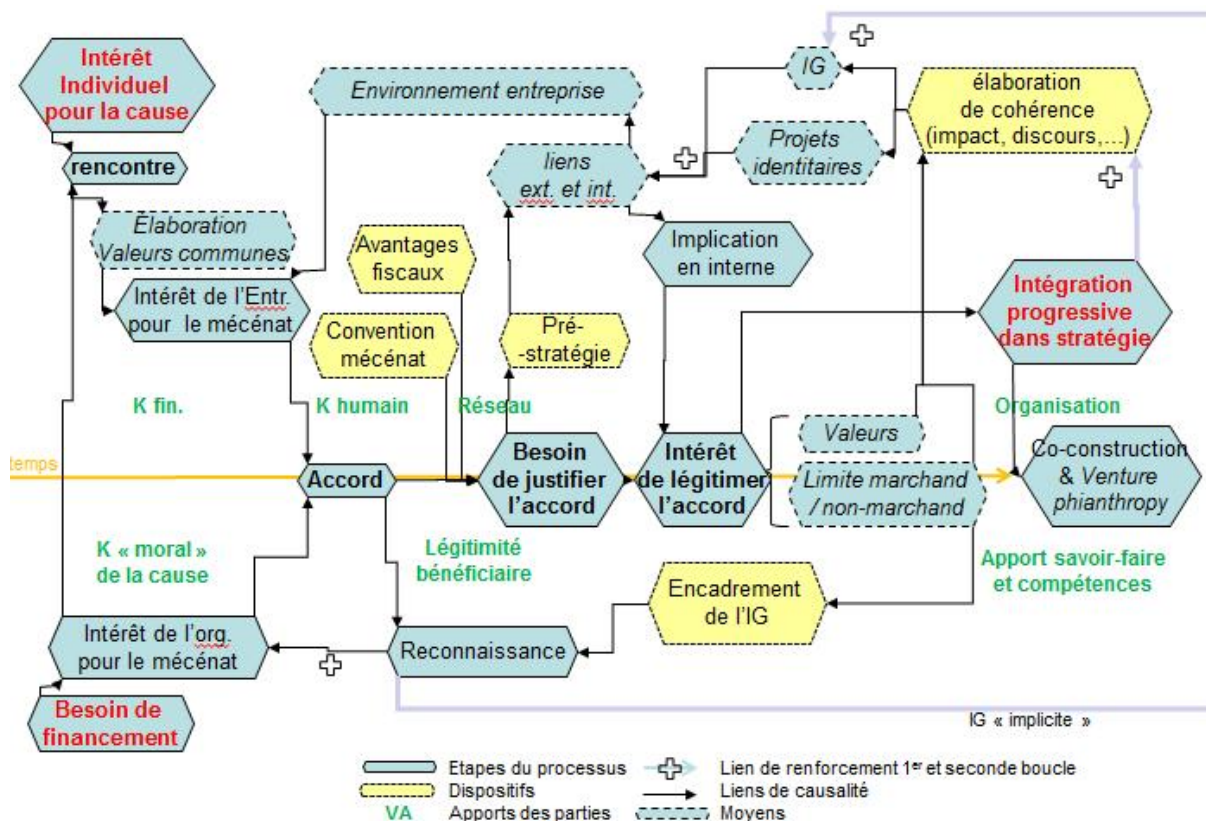 Intérêt
Individuel
pour la cause
rencontre
Élaboration
Valeurs communes
Intérêt de l'Entr.
pour le mécénat
Environnement entreprise
IG
élaboration
de cohérence
(impact, discours,...)
Projets
identitaires
liens
ext. et int.
Avantages
fiscaux
Implication
en interne
Convention
mécénat
Pré-
-stratégie
Intégration
progressive
dans stratégie
K fin.
K humain
Réseau
Organisation
temps
Accord
Besoin
de justifier
l'accord
Intérêt
de légitimer
l'accord
Valeurs
Limite marchand
/ non-marchand
Co-construction
& Venture
phianthropy
K « moral »
de la cause
Légitimité
bénéficiaire
Apport savoir-faire
et compétences
Encadrement
de l'IG
Intérêt de l'org.
pour le mécénat
Reconnaissance
Besoin de
financement
IG « implicite »
Etapes du processus
Lien de renforcement 1er et seconde boucle
Dispositifs
Liens de causalité
VA
Apports des parties
Moyens